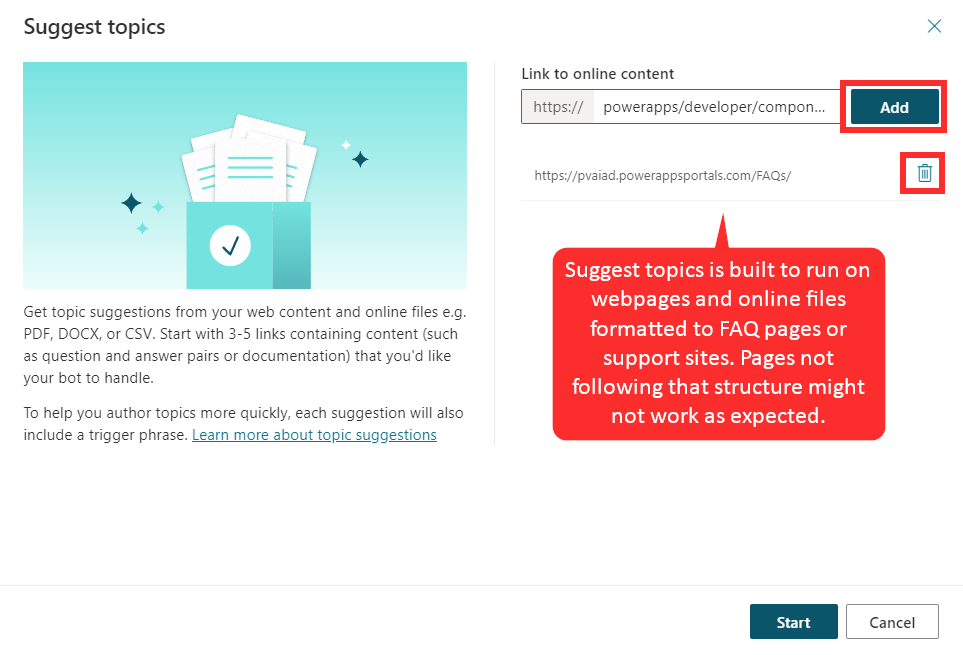 Suggest topics
Get topic suggestions from your web content and online files e.g.
PDF, DOCX, or CSV. Start with 3-5 links containing content (such
as question and answer pairs or documentation) that you'd like
your bot to handle.
To help you author topics more quickly, each suggestion will also
include a trigger phrase. Learn more about topic suggestions
Link to online content
https:// powerapps/developer/compon... Add
https://pvaiad.powerappsportals.com/FAQs/
Suggest topics is built to run on
webpages and online files
formatted to FAQ pages or
support sites. Pages not
following that structure might
not work as expected.
Start Cancel